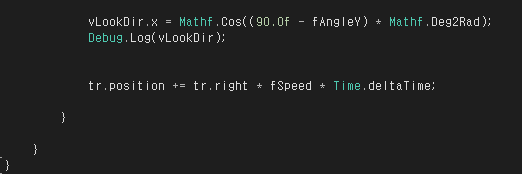 vLookDir.x = Mathf.Cos((90.0f - fAngleY) * Mathf.Deg2Rad);
Debug.Log(vLookDir);
tr.position += tr.right * fSpeed * Time.deltaTime;
}
}
}